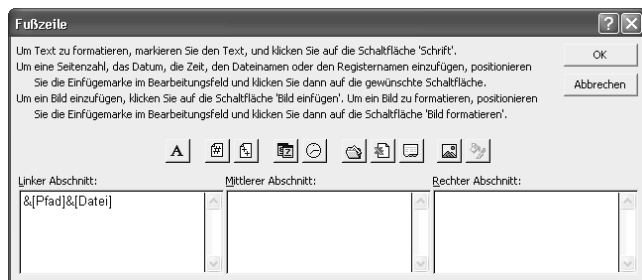 Fußzeile
Um Text zu formatieren, markieren Sie den Text, und klicken Sie auf die Schaltfläche 'Schrift'.
Um eine Seitenzahl, das Datum, die Zeit, den Dateinamen oder den Registernamen einzufügen, positionieren
Sie die Einfügemarke im Bearbeitungsfeld und klicken Sie dann auf die gewünschte Schaltfläche.
Um ein Bild einzufügen, klicken Sie auf die Schaltfläche 'Bild einfügen'. Um ein Bild zu formatieren, positionieren
Sie die Einfügemarke im Bearbeitungsfeld und klicken Sie dann auf die Schaltfläche 'Bild formatieren'.
OK
Abbrechen
A
Linker Abschnitt: Mittlerer Abschnitt: Rechter Abschnitt:
&[Pfad]&[Datei]